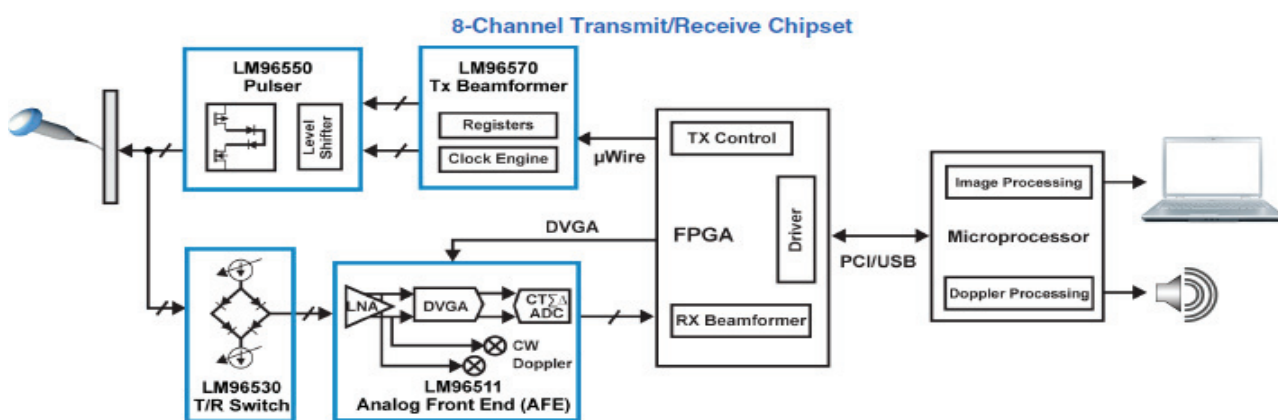 8-Channel Transmit/Receive Chipset
LM96550
Pulser
Level
Shifter
LM96570
Tx Beamformer
Registers
Clock Engine
µWire
TX Control
FPGA
Driver
RX Beamformer
DVGA
PCI/USB
Image Processing
Microprocessor
Doppler Processing
LM96530
T/R Switch
LNA
DVGA
CTΣΔ
ADC
CW
Doppler
LM96511
Analog Front End (AFE)